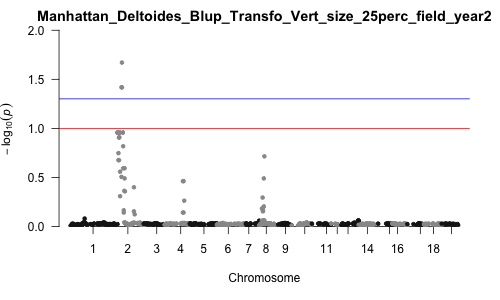 Manhattan_Deltoides_Blup_Transfo_Vert_size_25perc_field_year2
2.0
1.5
1.0
0.5
0.0
− log10(p)
1 2 3 4 5 6 7 8 9 11 14 16 18
Chromosome